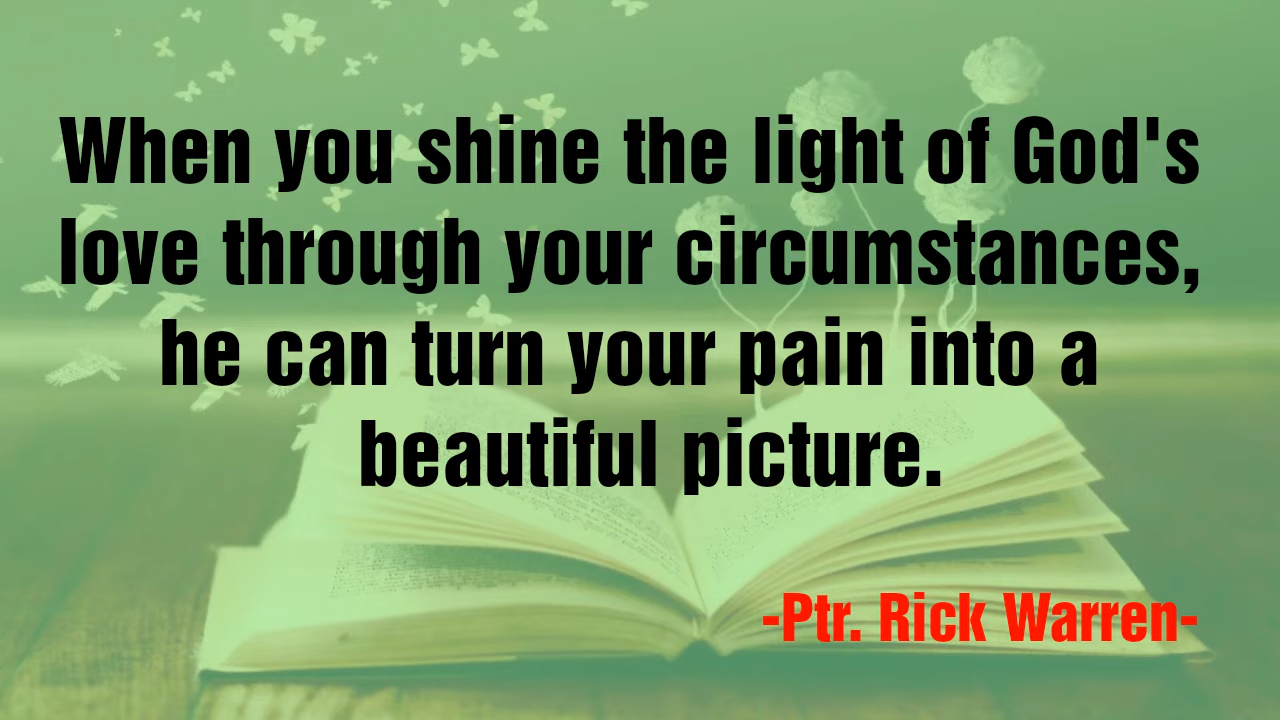 When you shine the light of God's
love through your circumstances,
he can turn your pain into a
beautiful picture.
-Ptr. Rick Warren-